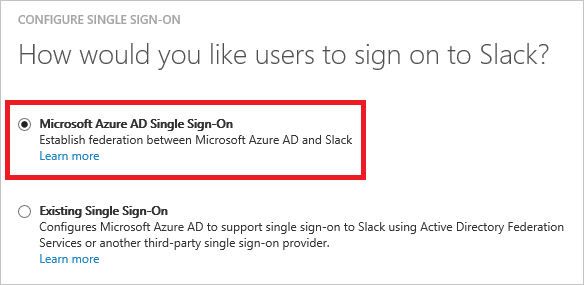 CONFIGURE SINGLE SIGN-ON
How would you like users to sign on to Slack?
Microsoft Azure AD Single Sign-On
Establish federation between Microsoft Azure AD and Slack
Learn more
Existing Single Sign-On
Configures Microsoft Azure AD to support single sign-on to Slack using Active Directory Federation
Services or another third-party single sign-on provider.
Learn more